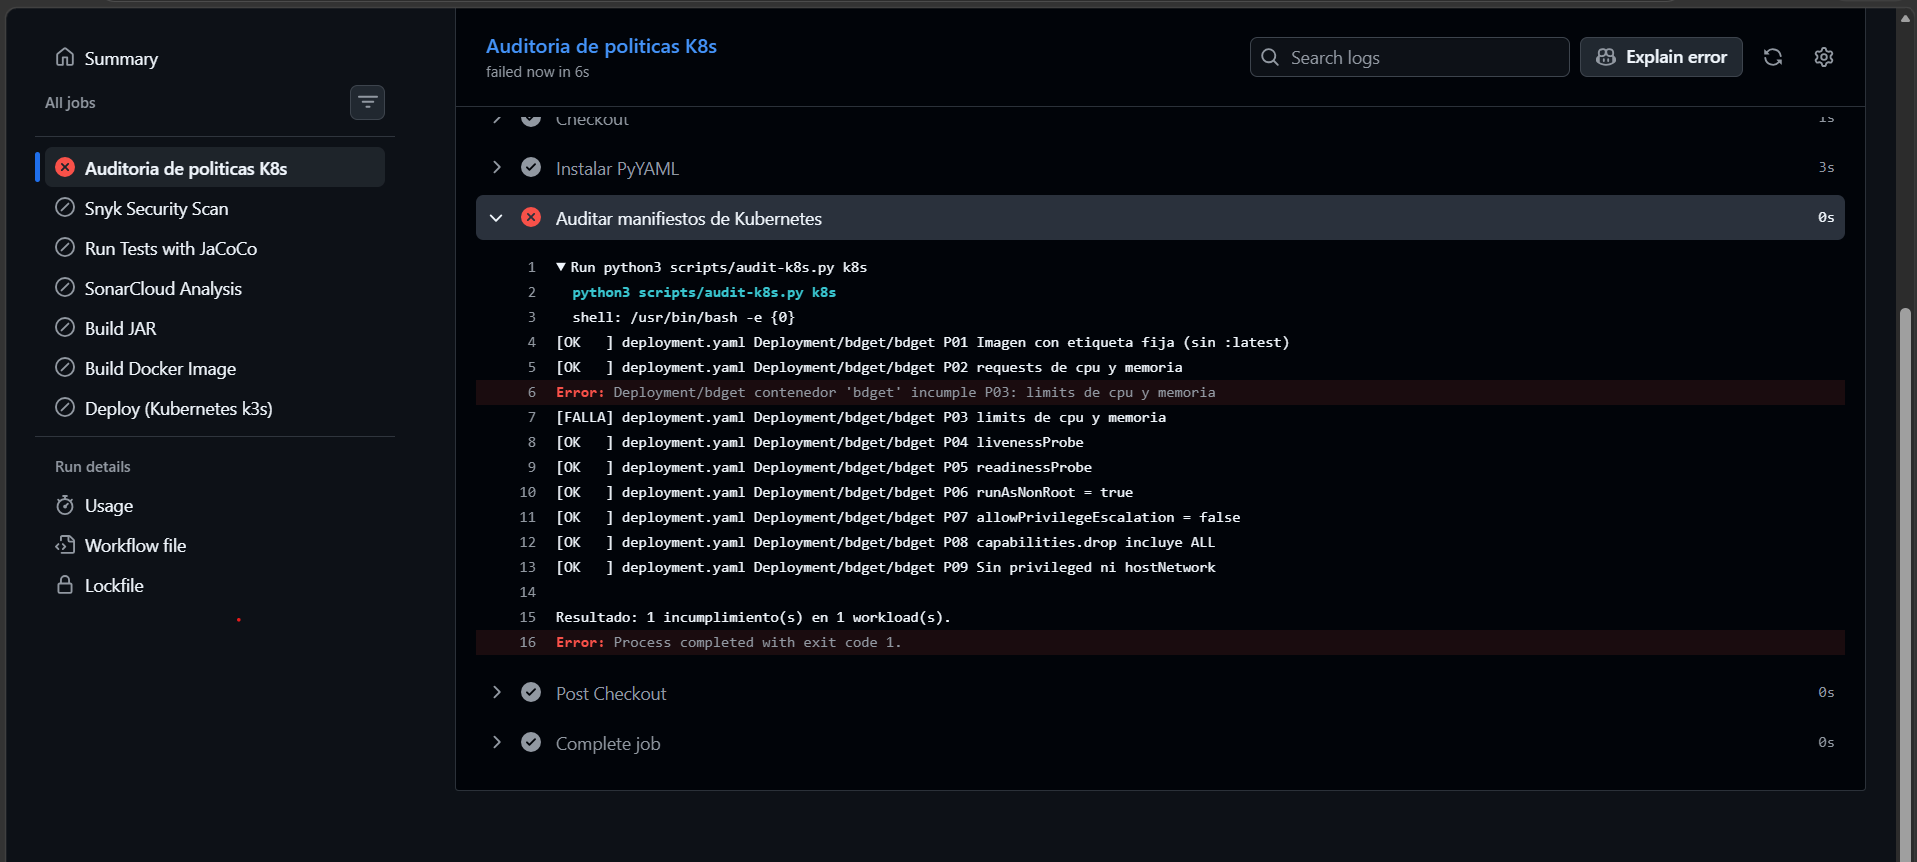 Summary
All jobs
Auditoria de politicas K8s
Snyk Security Scan
Run Tests with JaCoCo
SonarCloud Analysis
Build JAR
Build Docker Image
Deploy (Kubernetes k3s)
Run details
Usage
Workflow file
Lockfile
Auditoria de politicas K8s
failed now in 6s
Search logs
Explain error
Checkout 1s
Instalar PyYAML 3s
Auditar manifiestos de Kubernetes 0s
1 ▼ Run python3 scripts/audit-k8s.py k8s
2 python3 scripts/audit-k8s.py k8s
3 shell: /usr/bin/bash -e {0}
4 [OK   ] deployment.yaml Deployment/bdget/bdget P01 Imagen con etiqueta fija (sin :latest)
5 [OK   ] deployment.yaml Deployment/bdget/bdget P02 requests de cpu y memoria
6 Error: Deployment/bdget contenedor 'bdget' incumple P03: limits de cpu y memoria
7 [FALLA] deployment.yaml Deployment/bdget/bdget P03 limits de cpu y memoria
8 [OK   ] deployment.yaml Deployment/bdget/bdget P04 livenessProbe
9 [OK   ] deployment.yaml Deployment/bdget/bdget P05 readinessProbe
10 [OK   ] deployment.yaml Deployment/bdget/bdget P06 runAsNonRoot = true
11 [OK   ] deployment.yaml Deployment/bdget/bdget P07 allowPrivilegeEscalation = false
12 [OK   ] deployment.yaml Deployment/bdget/bdget P08 capabilities.drop incluye ALL
13 [OK   ] deployment.yaml Deployment/bdget/bdget P09 Sin privileged ni hostNetwork
14
15 Resultado: 1 incumplimiento(s) en 1 workload(s).
16 Error: Process completed with exit code 1.
Post Checkout 0s
Complete job 0s